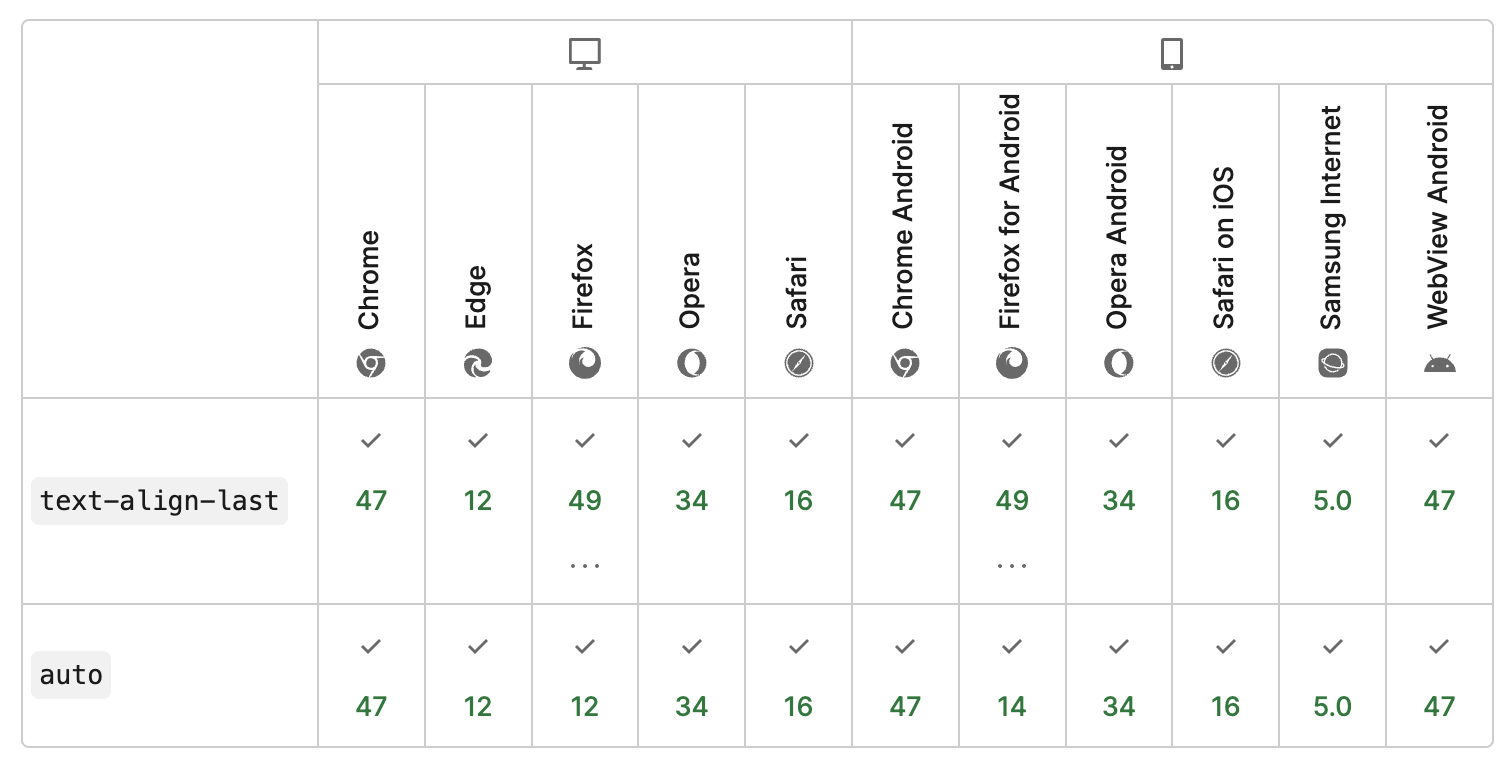 Chrome
Edge
Firefox
Opera
Safari
Chrome Android
Firefox for Android
Opera Android
Safari on iOS
Samsung Internet
WebView Android
text-align-last
47 12 49 34 16 47 49 34 16 5.0 47
... ...
auto
47 12 12 34 16 47 14 34 16 5.0 47